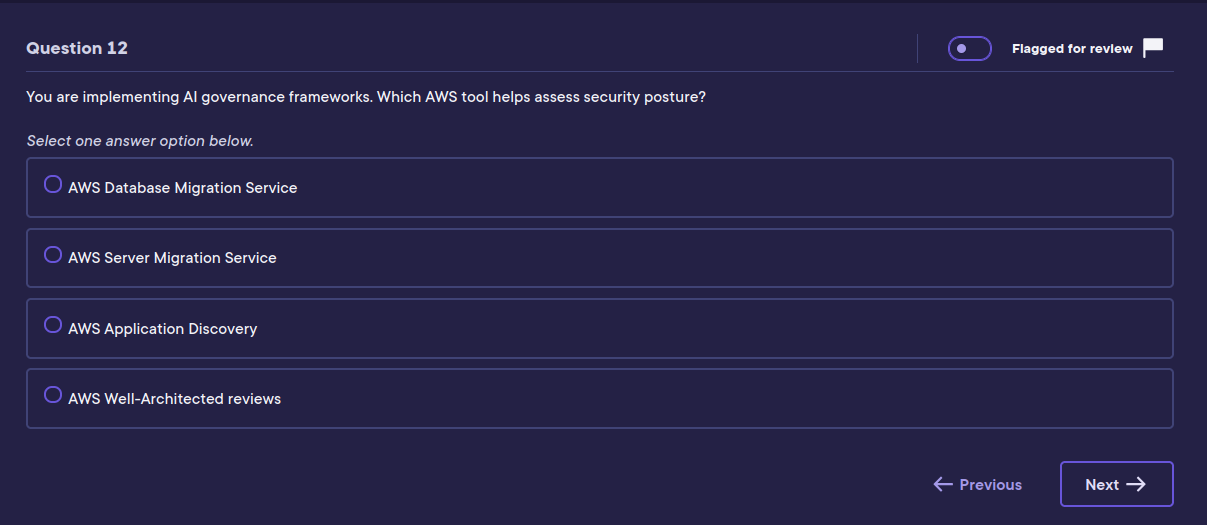 Question 12
Flagged for review
You are implementing AI governance frameworks. Which AWS tool helps assess security posture?
Select one answer option below.
AWS Database Migration Service
AWS Server Migration Service
AWS Application Discovery
AWS Well-Architected reviews
Previous
Next